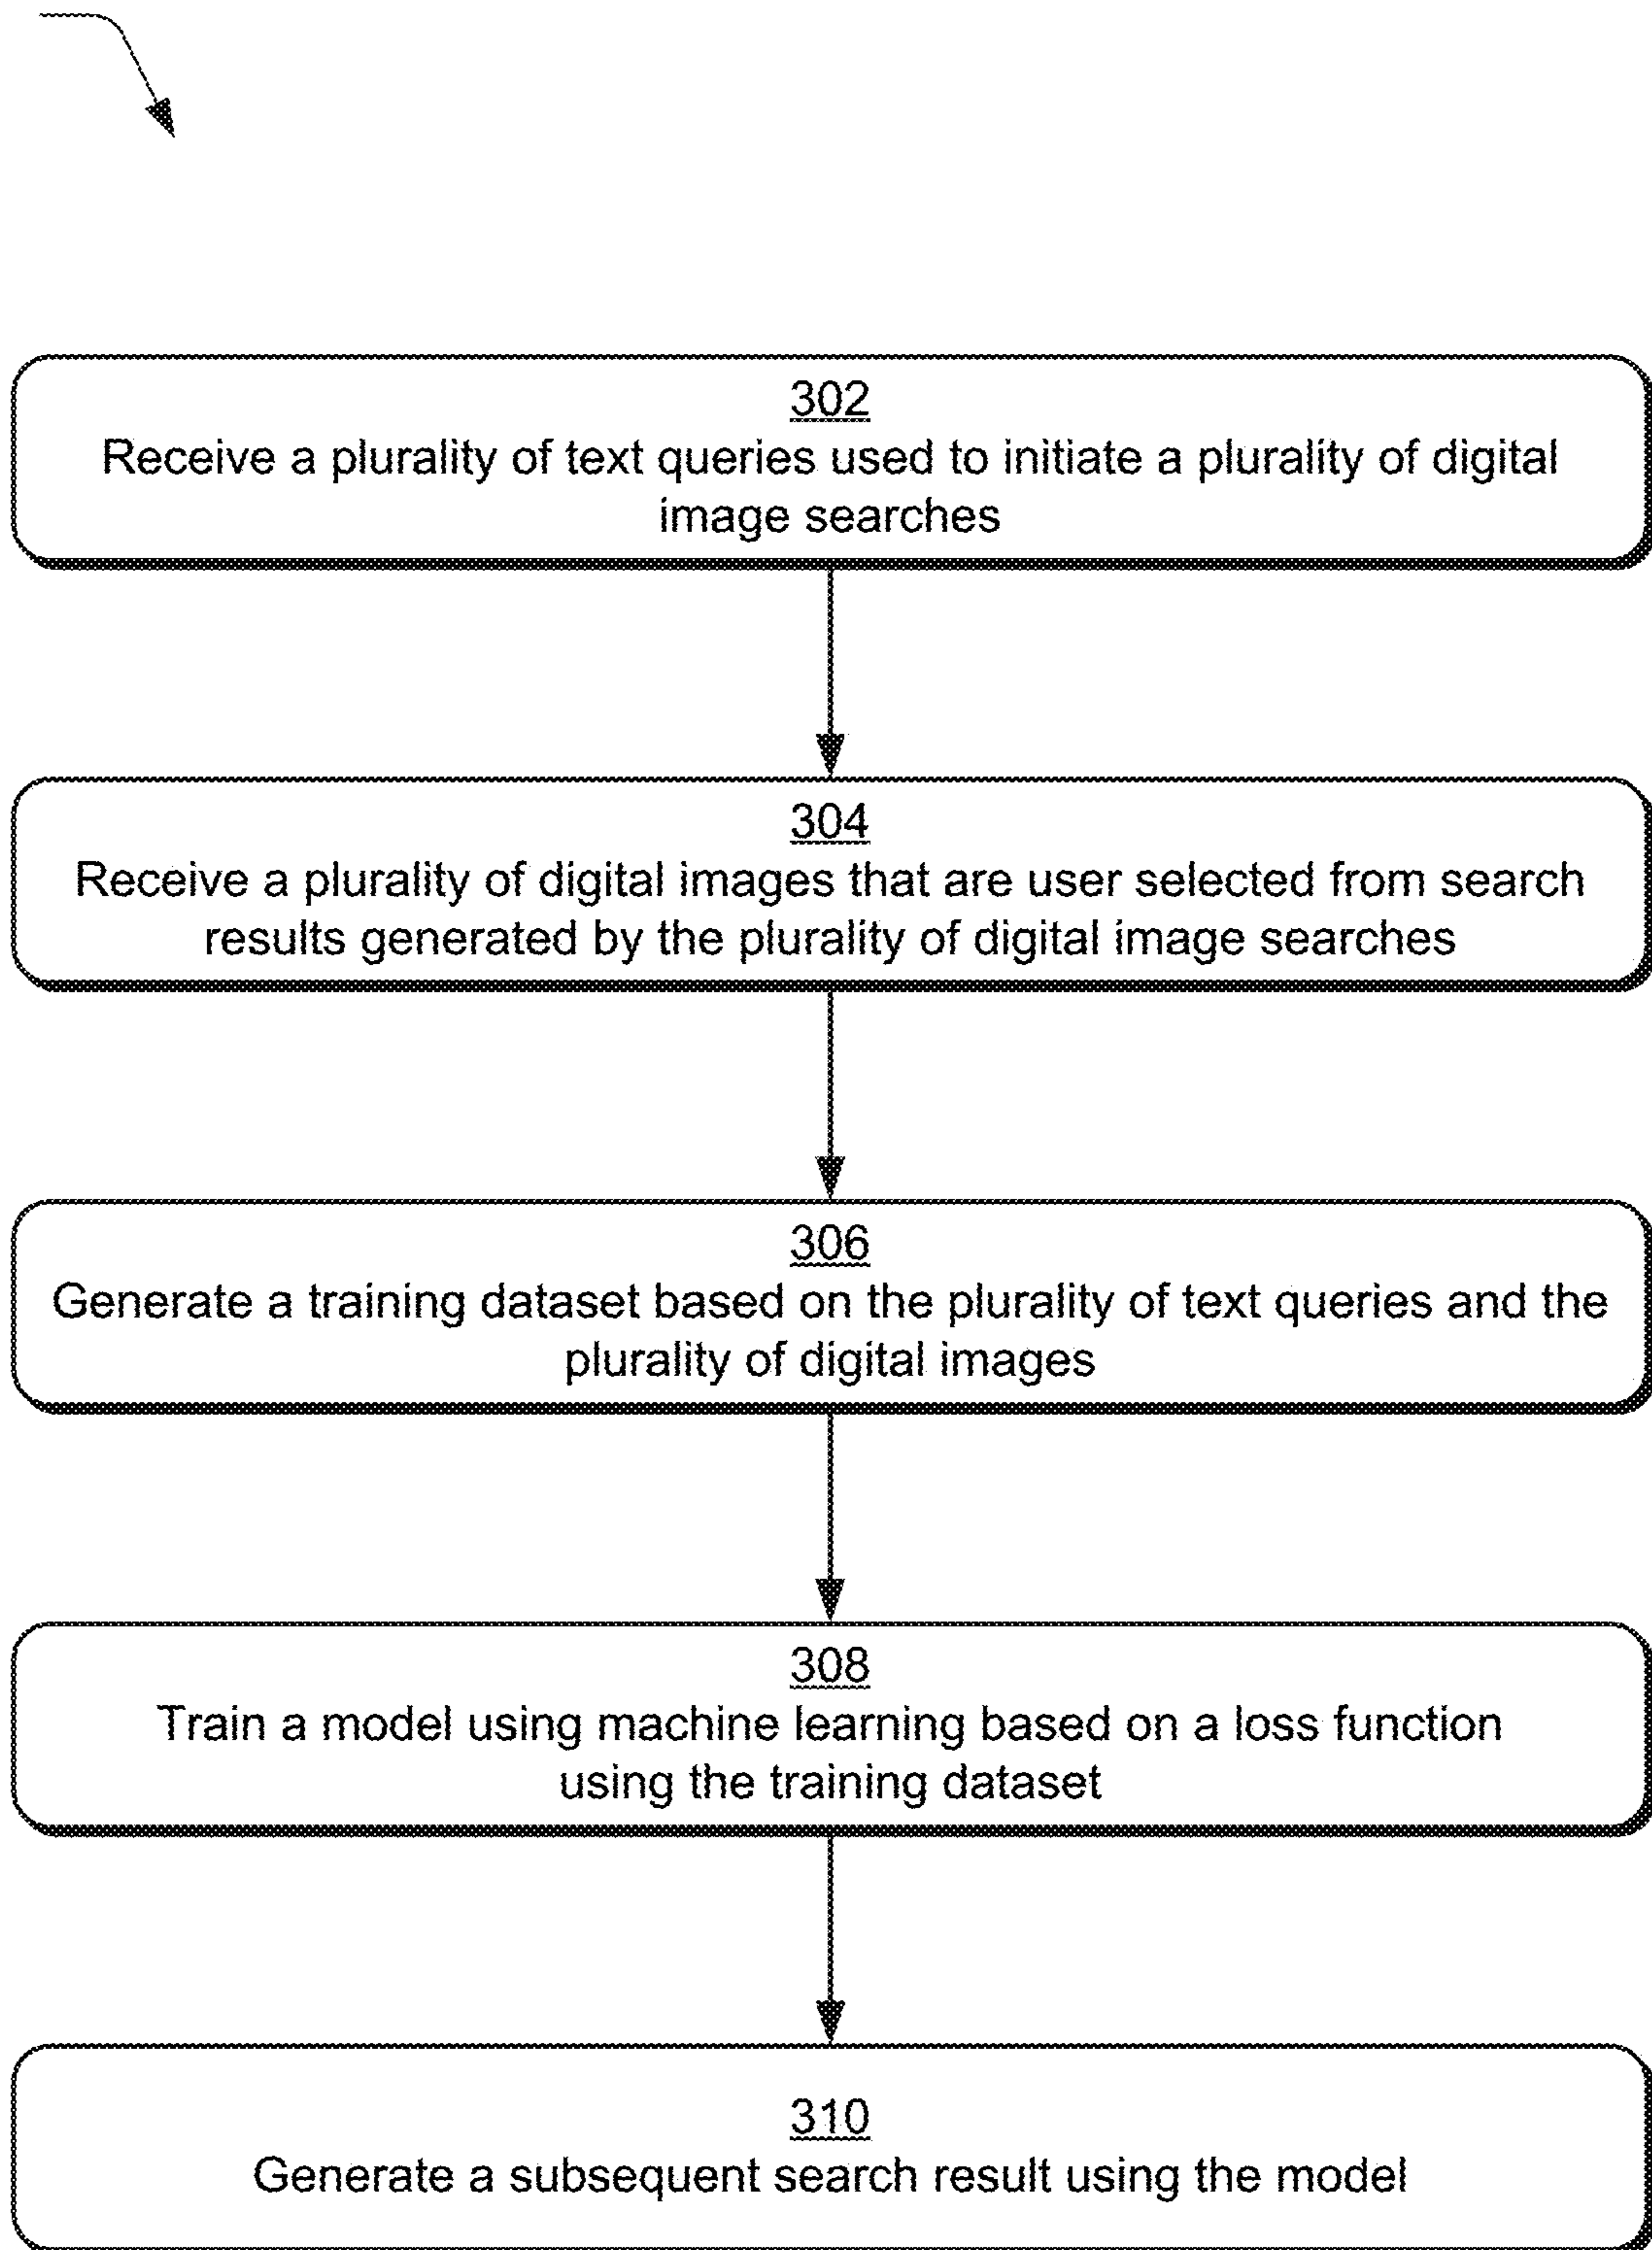 302
Receive a plurality of text queries used to initiate a plurality of digital
image searches
304
Receive a plurality of digital images that are user selected from search
results generated by the plurality of digital image searches
306
Generate a training dataset based on the plurality of text queries and the
plurality of digital images
308
Train a model using machine learning based on a loss function
using the training dataset
310
Generate a subsequent search result using the model